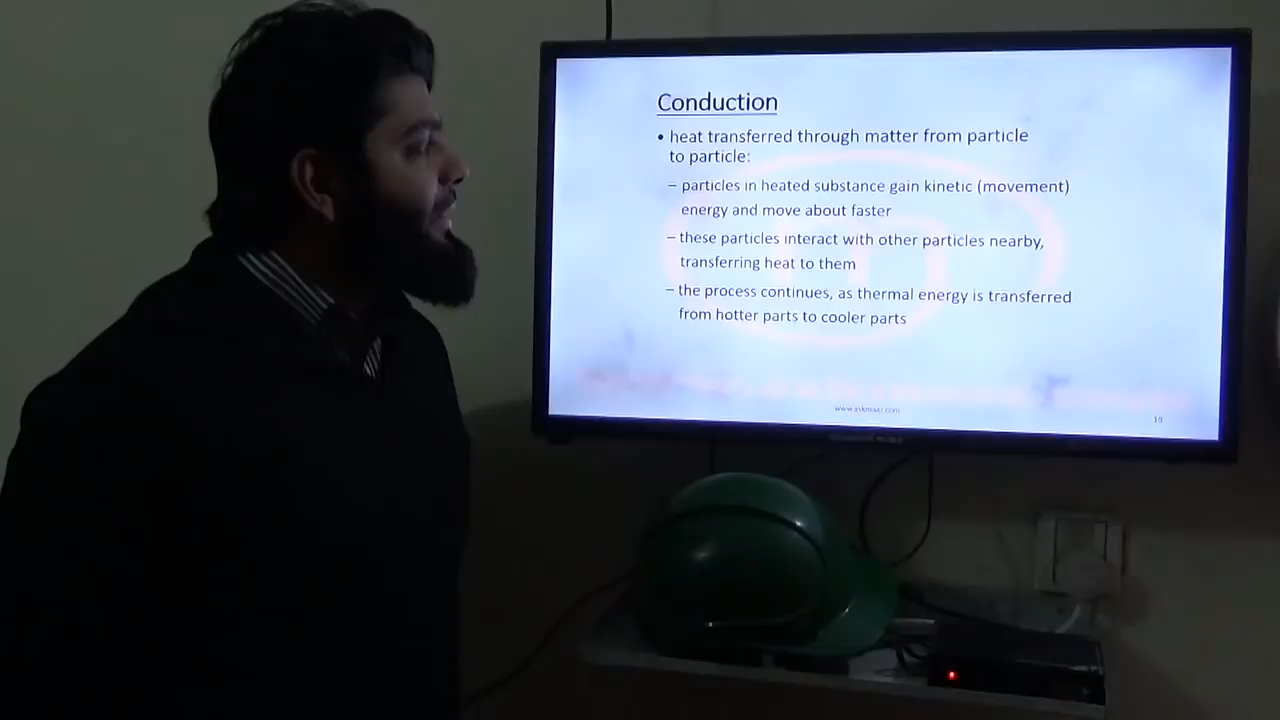 Conduction
• heat transferred through matter from particle
to particle:
– particles in heated substance gain kinetic (movement)
energy and move about faster
– these particles interact with other particles nearby,
transferring heat to them
– the process continues, as thermal energy is transferred
from hotter parts to cooler parts
19